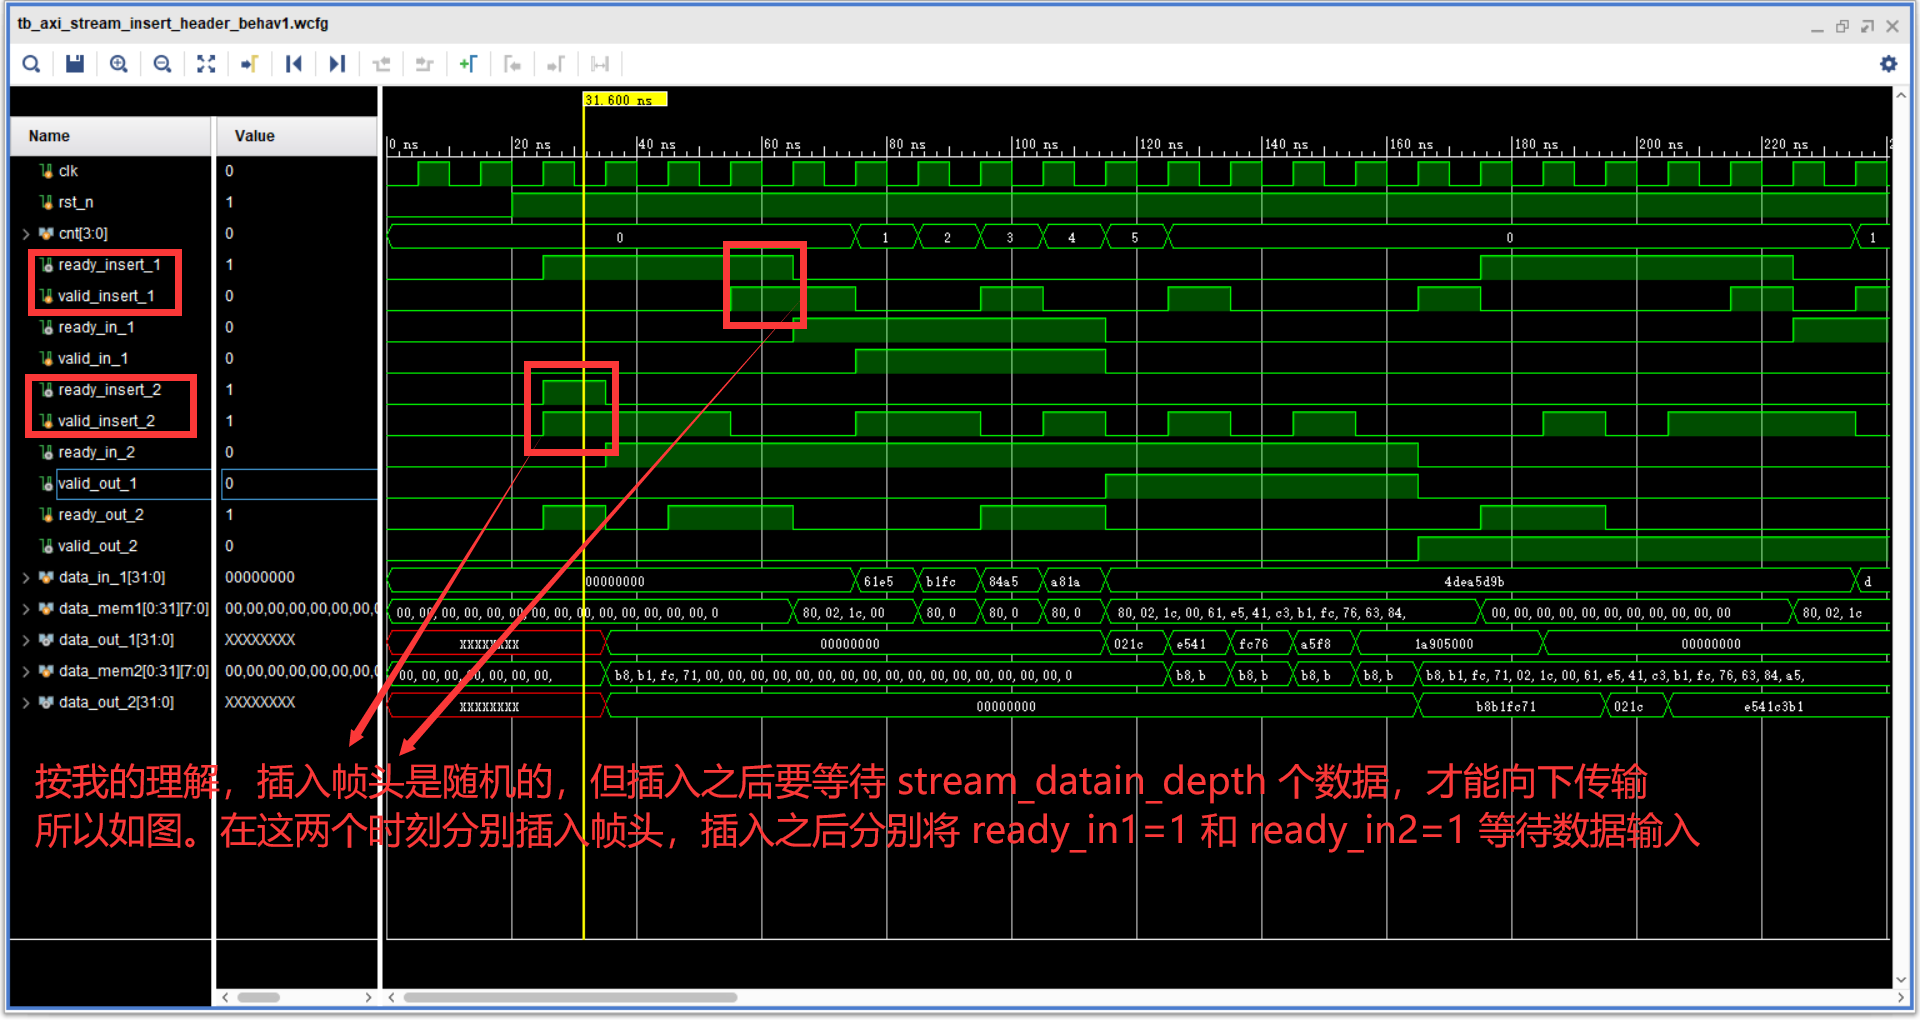 tb_axi_stream_insert_header_behav1.wcfg
31.600 ns
Name Value
0 ns 20 ns 40 ns 60 ns 80 ns 100 ns 120 ns 140 ns 160 ns 180 ns 200 ns 220 ns
clk 0
rst_n 1
cnt[3:0] 0 0 1 2 3 4 5 0 1
ready_insert_1 1
valid_insert_1 0
ready_in_1 0
valid_in_1 0
ready_insert_2 1
valid_insert_2 1
ready_in_2 0
valid_out_1 0
ready_out_2 1
valid_out_2 0
data_in_1[31:0] 00000000 00000000 61e5 b1fc 84a5 a81a 4dea5d9b d
data_mem1[0:31][7:0] 00,00,00,00,00,00,00,0 00,00,00,00,00,00,00,00,00,00,00,00,00,00,0 80,02,1c,00 80,0 80,0 80,0 80,02,1c,00,61,e5,41,c3,b1,fc,76,63,84, 00,00,00,00,00,00,00,00,00,00,00 80,02,1c
data_out_1[31:0] XXXXXXXX XXXXXXXX 00000000 021c e541 fc76 a5f8 1a905000 00000000
data_mem2[0:31][7:0] 00,00,00,00,00,00,00,0 00,00,00,00,00,00,00, b8,b1,fc,71,00,00,00,00,00,00,00,00,00,00,00,00,00,00,0 b8,b b8,b b8,b b8,b b8,b1,fc,71,02,1c,00,61,e5,41,c3,b1,fc,76,63,84,a5,
data_out_2[31:0] XXXXXXXX XXXXXXXX 00000000 b8b1fc71 021c e541c3b1
按我的理解，插入帧头是随机的，但插入之后要等待 stream_datain_depth 个数据，才能向下传输
所以如图。在这两个时刻分别插入帧头，插入之后分别将 ready_in1=1 和 ready_in2=1 等待数据输入